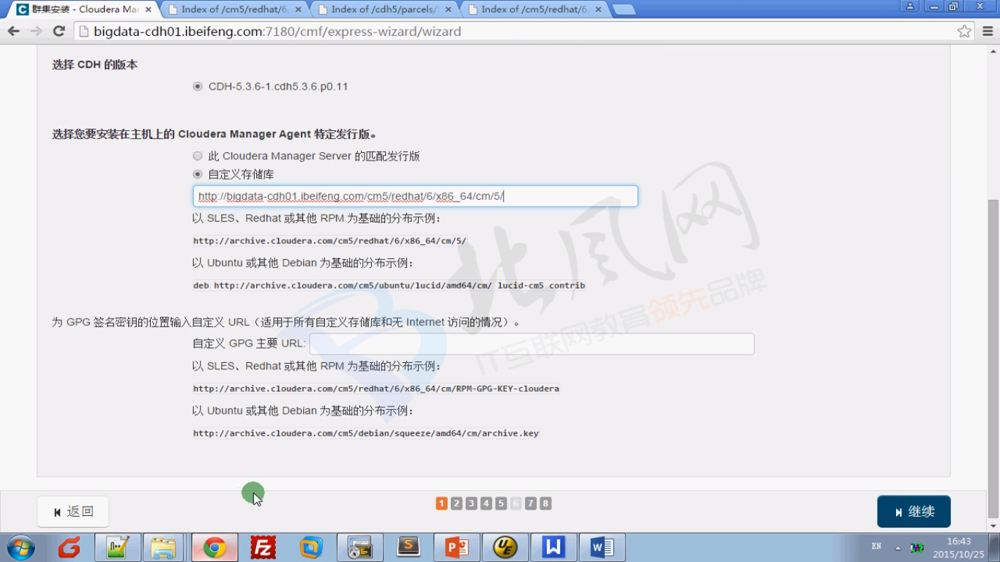 群集安装 - Cloudera Mar
Index of /cm5/redhat/6,
Index of /cdh5/parcels/5
Index of /cm5/redhat/6,
bigdata-cdh01.ibeifeng.com:7180/cmf/express-wizard/wizard
选择 CDH 的版本
CDH-5.3.6-1.cdh5.3.6.p0.11
选择您要安装在主机上的 Cloudera Manager Agent 特定发行版。
此 Cloudera Manager Server 的匹配发行版
自定义存储库
http://bigdata-cdh01.ibeifeng.com/cm5/redhat/6/x86_64/cm/5/
以 SLES、Redhat 或其他 RPM 为基础的分布示例：
http://archive.cloudera.com/cm5/redhat/6/x86_64/cm/5/
以 Ubuntu 或其他 Debian 为基础的分布示例：
deb http://archive.cloudera.com/cm5/ubuntu/lucid/amd64/cm/ lucid-cm5 contrib
为 GPG 签名密钥的位置输入自定义 URL（适用于所有自定义存储库和无 Internet 访问的情况）。
自定义 GPG 主要 URL:
以 SLES、Redhat 或其他 RPM 为基础的分布示例：
http://archive.cloudera.com/cm5/redhat/6/x86_64/cm/RPM-GPG-KEY-cloudera
以 Ubuntu 或其他 Debian 为基础的分布示例：
http://archive.cloudera.com/cm5/debian/squeeze/amd64/cm/archive.key
北风网
IT互联网教育领先品牌
返回
1 2 3 4 5 6 7 8
继续
EN
16:43
2015/10/25